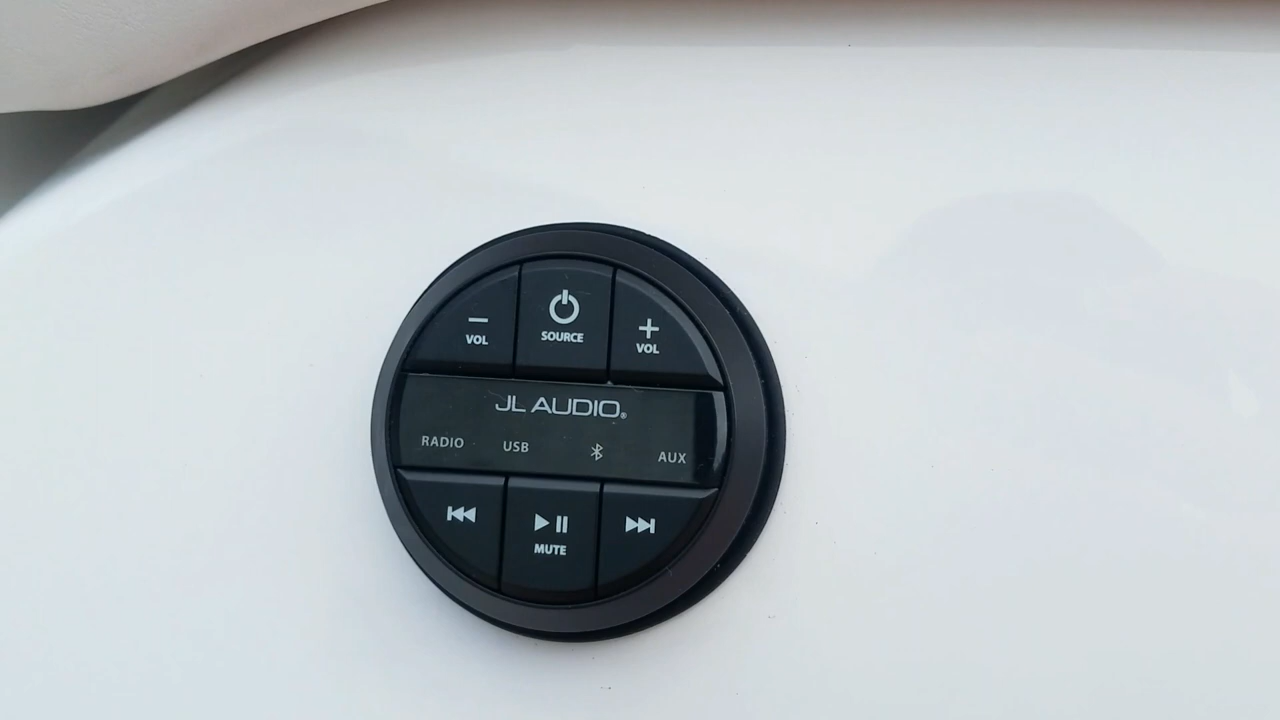 − VOL
SOURCE
+ VOL
JL AUDIO®
RADIO USB AUX
MUTE